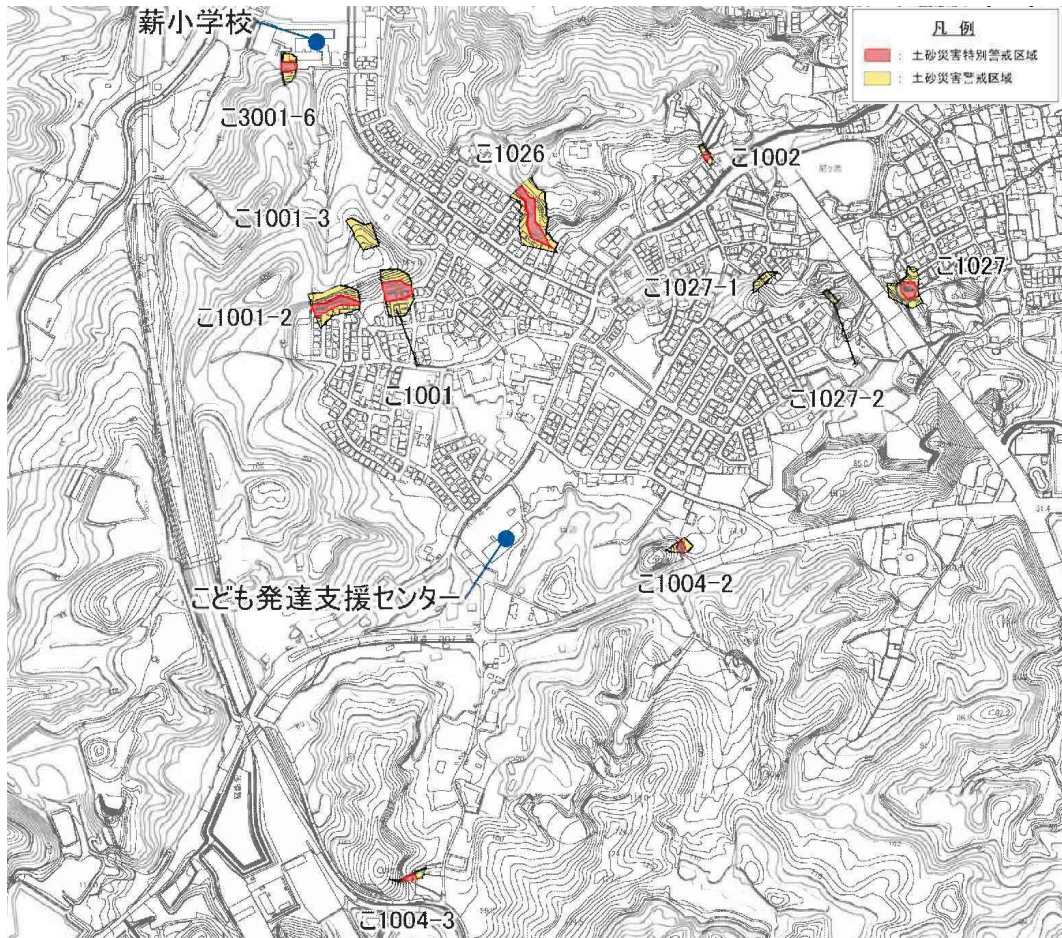 薪小学校
凡 例
: 土砂災害特別警戒区域
: 土砂災害警戒区域
こ3001-6
こ1026
こ1002
こ1001-3
こ1027-1
こ1027
こ1001-2
こ1001
こ1027-2
こども発達支援センター
こ1004-2
こ1004-3